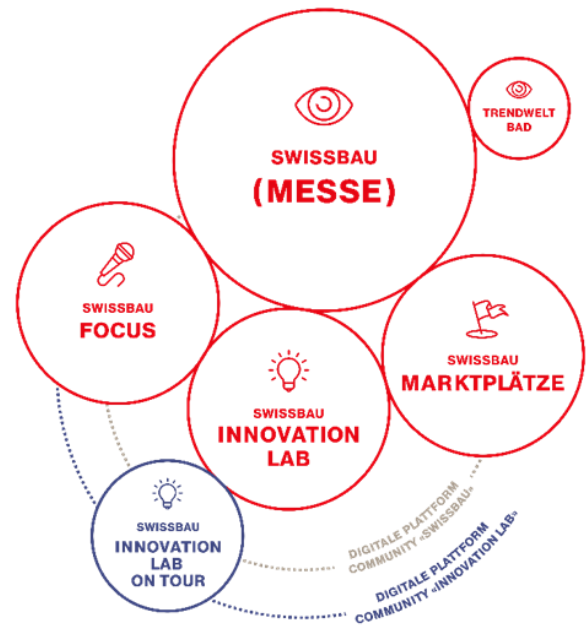 SWISSBAU
(MESSE)
TRENDWELT
BAD
SWISSBAU
FOCUS
SWISSBAU
MARKTPLÄTZE
SWISSBAU
INNOVATION
LAB
SWISSBAU
INNOVATION
LAB
ON TOUR
DIGITALE PLATTFORM
COMMUNITY «SWISSBAU»
DIGITALE PLATTFORM
COMMUNITY «INNOVATION LAB»